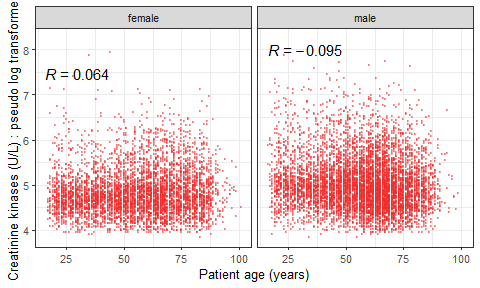 female
male
Creatinine kinases (U/L) ; pseudo log transforme
8
7
6
5
4
R = 0.064
R = −0.095
25
50
75
100
25
50
75
100
Patient age (years)